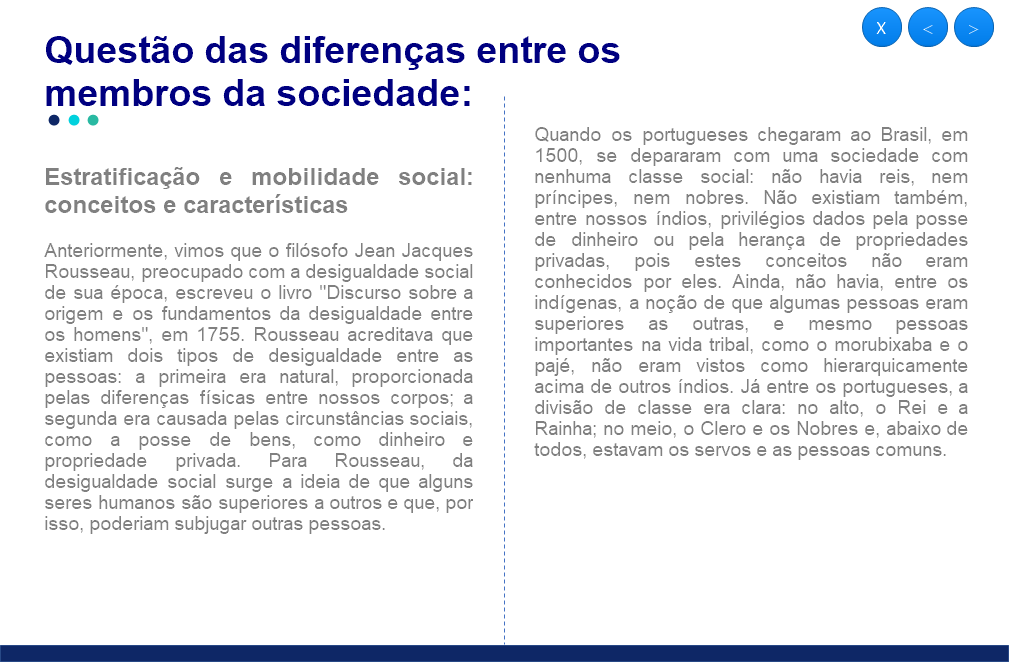 X < >
Questão das diferenças entre os
membros da sociedade:
Estratificação e mobilidade social:
conceitos e características
Anteriormente, vimos que o filósofo Jean Jacques
Rousseau, preocupado com a desigualdade social
de sua época, escreveu o livro "Discurso sobre a
origem e os fundamentos da desigualdade entre
os homens", em 1755. Rousseau acreditava que
existiam dois tipos de desigualdade entre as
pessoas: a primeira era natural, proporcionada
pelas diferenças físicas entre nossos corpos; a
segunda era causada pelas circunstâncias sociais,
como a posse de bens, como dinheiro e
propriedade privada. Para Rousseau, da
desigualdade social surge a ideia de que alguns
seres humanos são superiores a outros e que, por
isso, poderiam subjugar outras pessoas.
Quando os portugueses chegaram ao Brasil, em
1500, se depararam com uma sociedade com
nenhuma classe social: não havia reis, nem
príncipes, nem nobres. Não existiam também,
entre nossos índios, privilégios dados pela posse
de dinheiro ou pela herança de propriedades
privadas, pois estes conceitos não eram
conhecidos por eles. Ainda, não havia, entre os
indígenas, a noção de que algumas pessoas eram
superiores as outras, e mesmo pessoas
importantes na vida tribal, como o morubixaba e o
pajé, não eram vistos como hierarquicamente
acima de outros índios. Já entre os portugueses, a
divisão de classe era clara: no alto, o Rei e a
Rainha; no meio, o Clero e os Nobres e, abaixo de
todos, estavam os servos e as pessoas comuns.